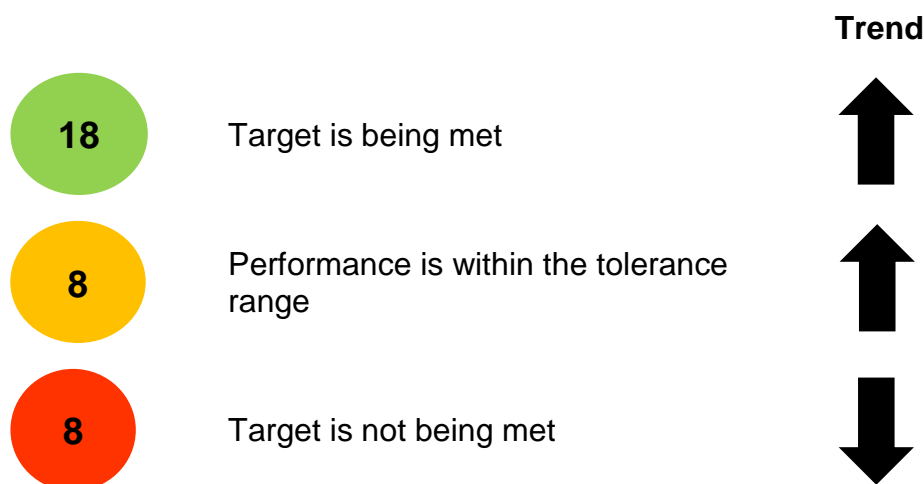 Trend
18
Target is being met
8
Performance is within the tolerance
range
8
Target is not being met